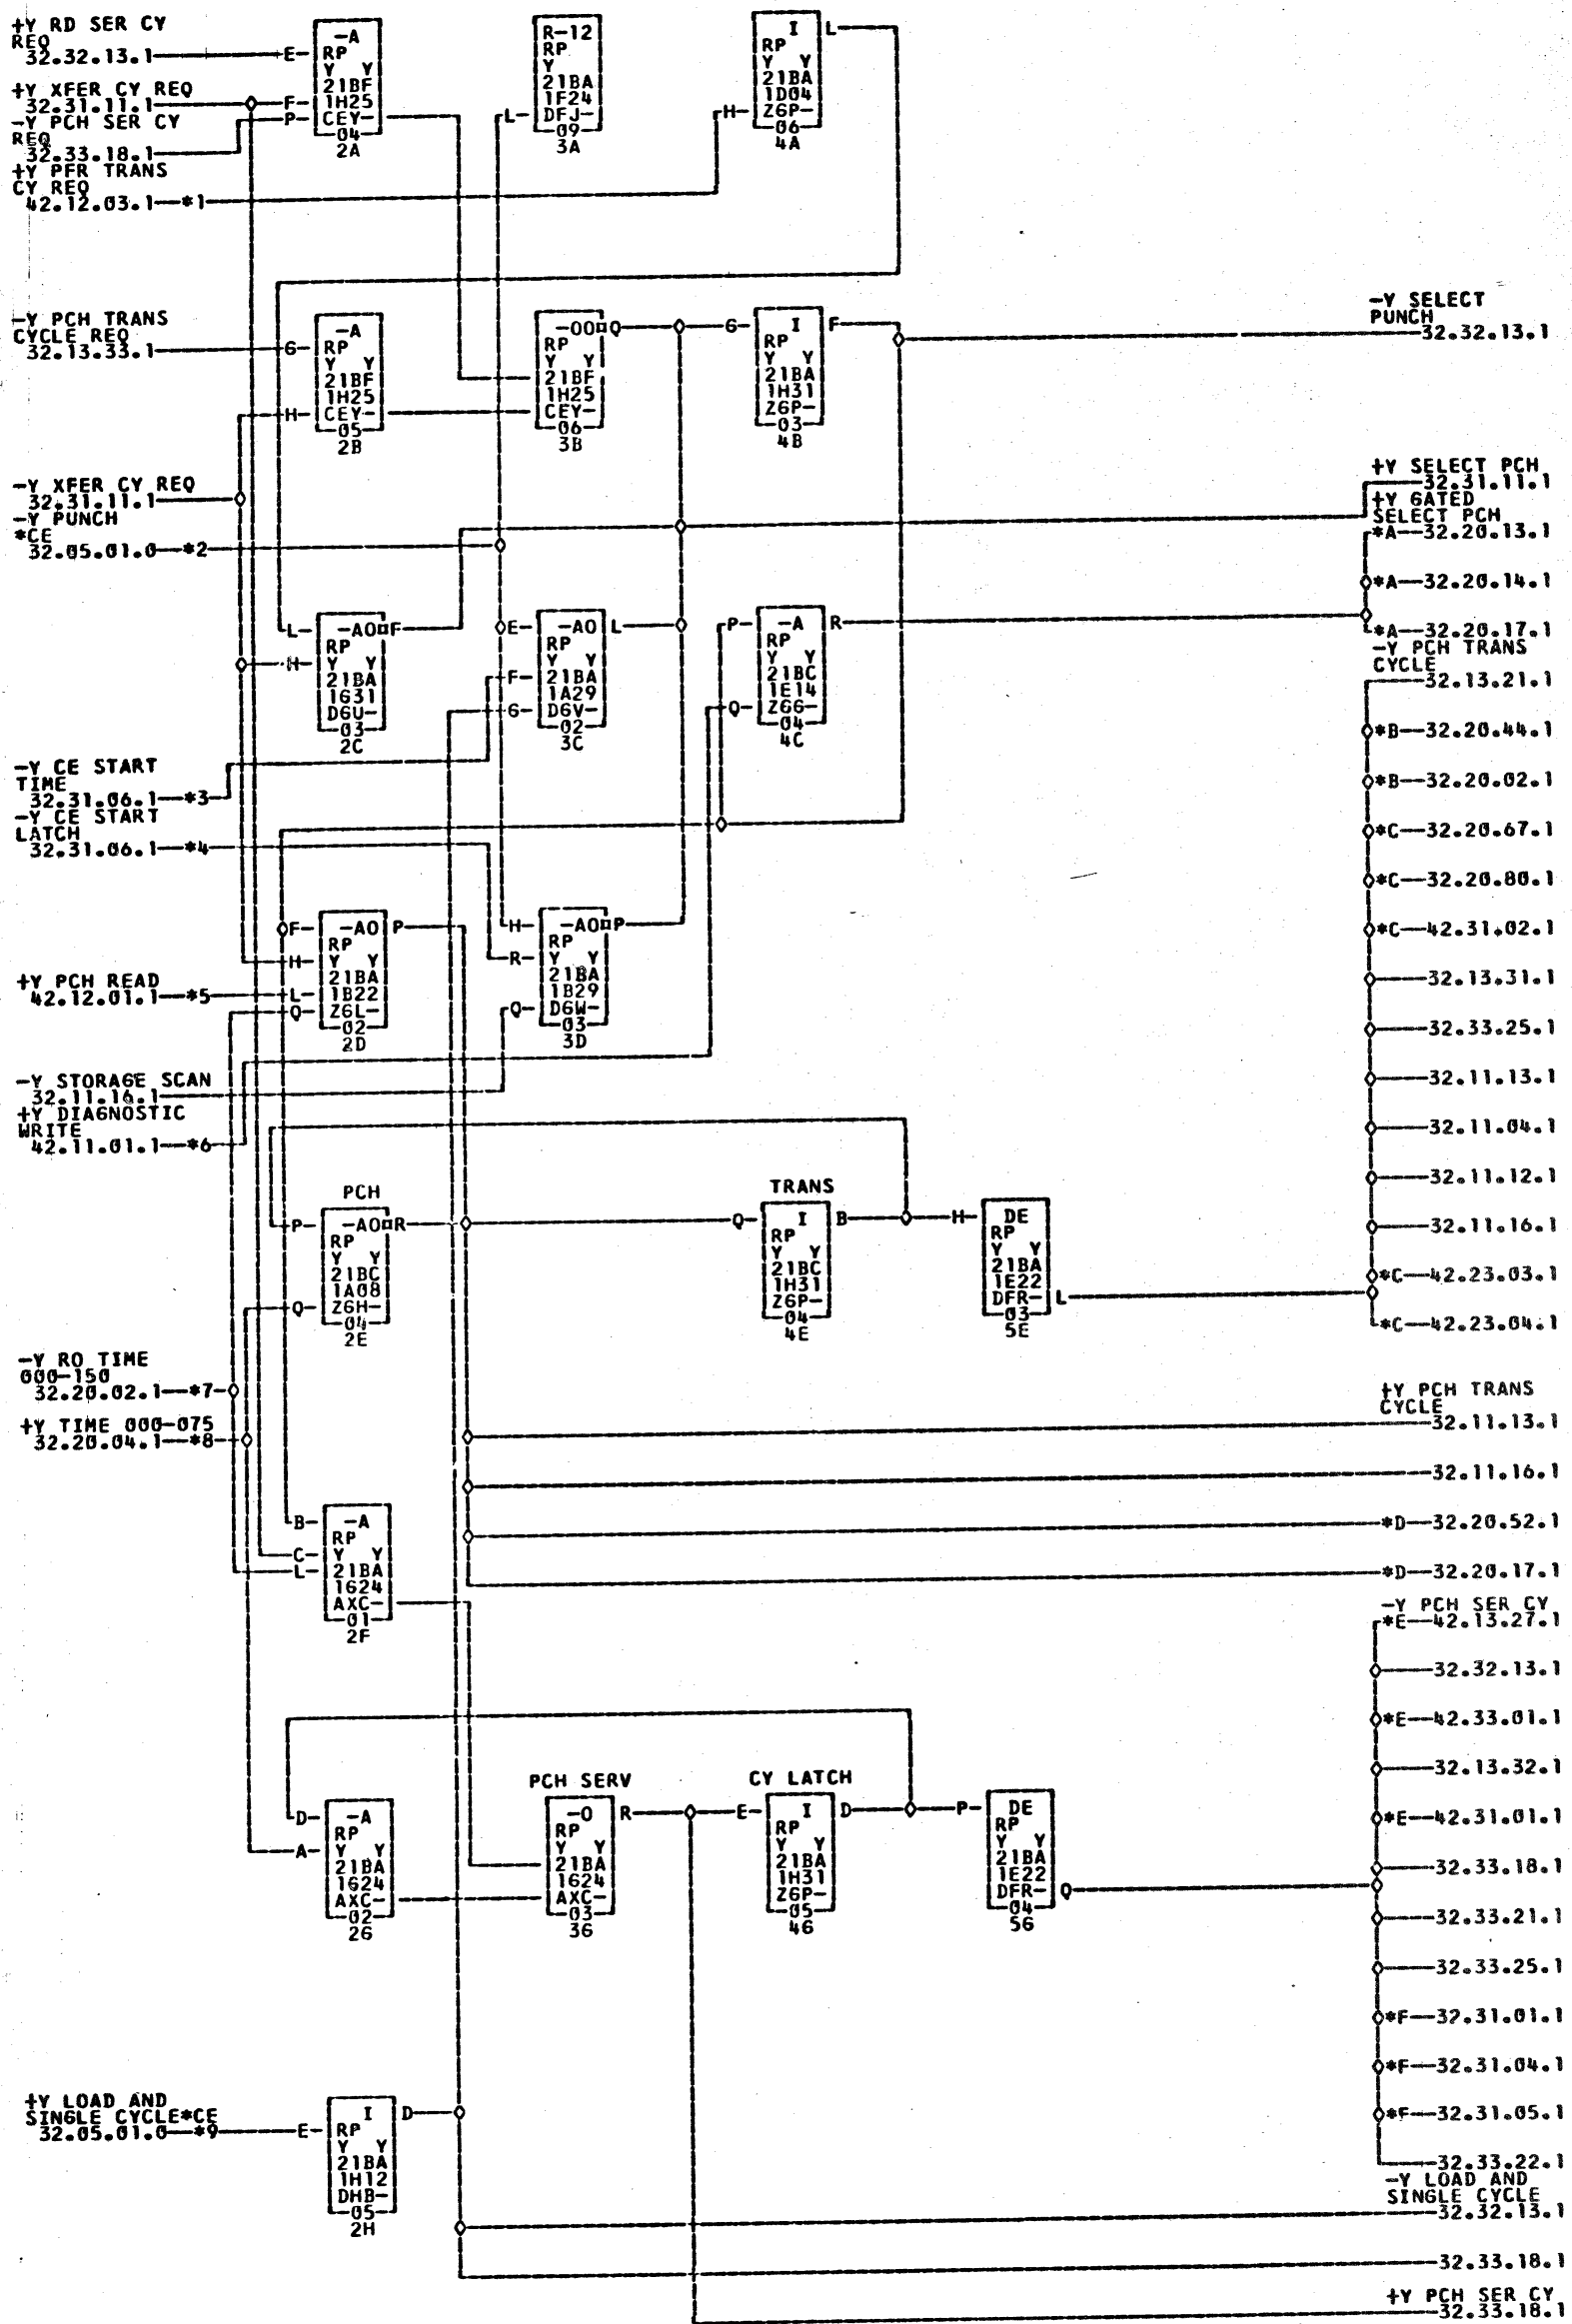 +Y RD SER CY
REQ
32.32.13.1 E-
+Y XFER CY REQ
32.31.11.1 F-
-Y PCH SER CY P-
REQ
32.33.18.1
+Y PFR TRANS
CY REQ
42.12.03.1—*1
-A
RP
Y Y
21BF
1H25
CEY-
04
2A
R-12
RP
Y
21BA
1F24
L- DFJ-
09
3A
I L
RP
Y Y
21BA
1D04
H- Z6P-
06
4A
-Y PCH TRANS
CYCLE REQ
32.13.33.1 G-
H-
-A
RP
Y Y
21BF
1H25
CEY-
05
2B
-OO Q
RP
Y Y
21BF
1H25
CEY-
06
3B
G- I F
RP
Y Y
21BA
1H31
Z6P-
03
4B
-Y SELECT
PUNCH
32.32.13.1
-Y XFER CY REQ
32.31.11.1
-Y PUNCH
*CE
32.05.01.0—*2
+Y SELECT PCH
32.31.11.1
+Y GATED
SELECT PCH
*A—32.20.13.1
*A—32.20.14.1
*A—32.20.17.1
L- -AO F
RP
H- Y Y
21BA
1G31
D6U-
03
2C
E- -AO L
RP
Y Y
F- 21BA
1A29
G- D6V-
02
3C
P- -A R
RP
Y Y
21BC
1E14
Q- Z66-
04
4C
-Y PCH TRANS
CYCLE
32.13.21.1
*B—32.20.44.1
*B—32.20.02.1
*C—32.20.67.1
*C—32.20.80.1
*C—42.31.02.1
32.13.31.1
32.33.25.1
32.11.13.1
32.11.04.1
32.11.12.1
32.11.16.1
*C—42.23.03.1
*C—42.23.04.1
-Y CE START
TIME
32.31.06.1—*3
-Y CE START
LATCH
32.31.06.1—*4
+Y PCH READ
42.12.01.1—*5
F- -AO P
RP
H- Y Y
21BA
L- 1B22
Q- Z6L-
02
2D
H- -AO P
RP
R- Y Y
21BA
1B29
Q- D6W-
03
3D
-Y STORAGE SCAN
32.11.16.1
+Y DIAGNOSTIC
WRITE
42.11.01.1—*6
PCH
P- -AO R
RP
Y Y
21BC
1A08
Q- Z6H-
04
2E
TRANS
Q- I B
RP
Y Y
21BC
1H31
Z6P-
04
4E
H- DE
RP
Y Y
21BA
1E22
DFR- L
03
5E
-Y RO TIME
000-150
32.20.02.1—*7
+Y TIME 000-075
32.20.04.1—*8
+Y PCH TRANS
CYCLE
32.11.13.1
32.11.16.1
*D—32.20.52.1
*D—32.20.17.1
B- -A
RP
C- Y Y
L- 21BA
1G24
AXC-
01
2F
-Y PCH SER CY
*E—42.13.27.1
32.32.13.1
*E—42.33.01.1
32.13.32.1
*E—42.31.01.1
32.33.18.1
32.33.21.1
32.33.25.1
*F—32.31.01.1
*F—32.31.04.1
*F—32.31.05.1
32.33.22.1
D- -A
RP
A- Y Y
21BA
1G24
AXC-
02
2G
PCH SERV
-O R
RP
Y Y
21BA
1G24
AXC-
03
3G
CY LATCH
E- I D
RP
Y Y
21BA
1H31
Z6P-
05
4G
P- DE
RP
Y Y
21BA
1E22
DFR- Q
04
5G
+Y LOAD AND
SINGLE CYCLE*CE
32.05.01.0—*9 E-
I D
RP
Y Y
21BA
1H12
DHB-
05
2H
-Y LOAD AND
SINGLE CYCLE
32.32.13.1
32.33.18.1
+Y PCH SER CY
32.33.18.1